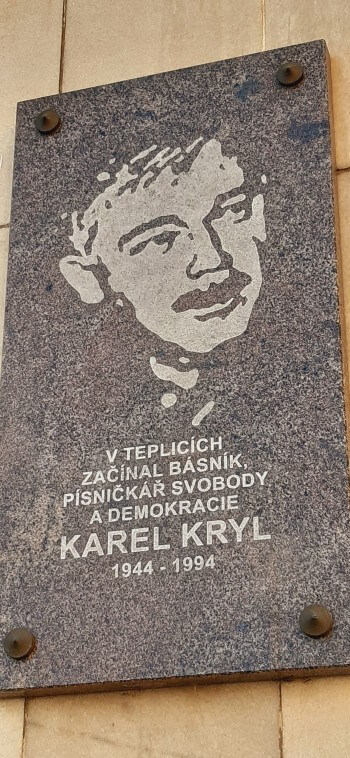 V TEPLICÍCH
ZAČÍNAL BÁSNÍK,
PÍSNIČKÁŘ SVOBODY
A DEMOKRACIE
KAREL KRYL
1944 - 1994